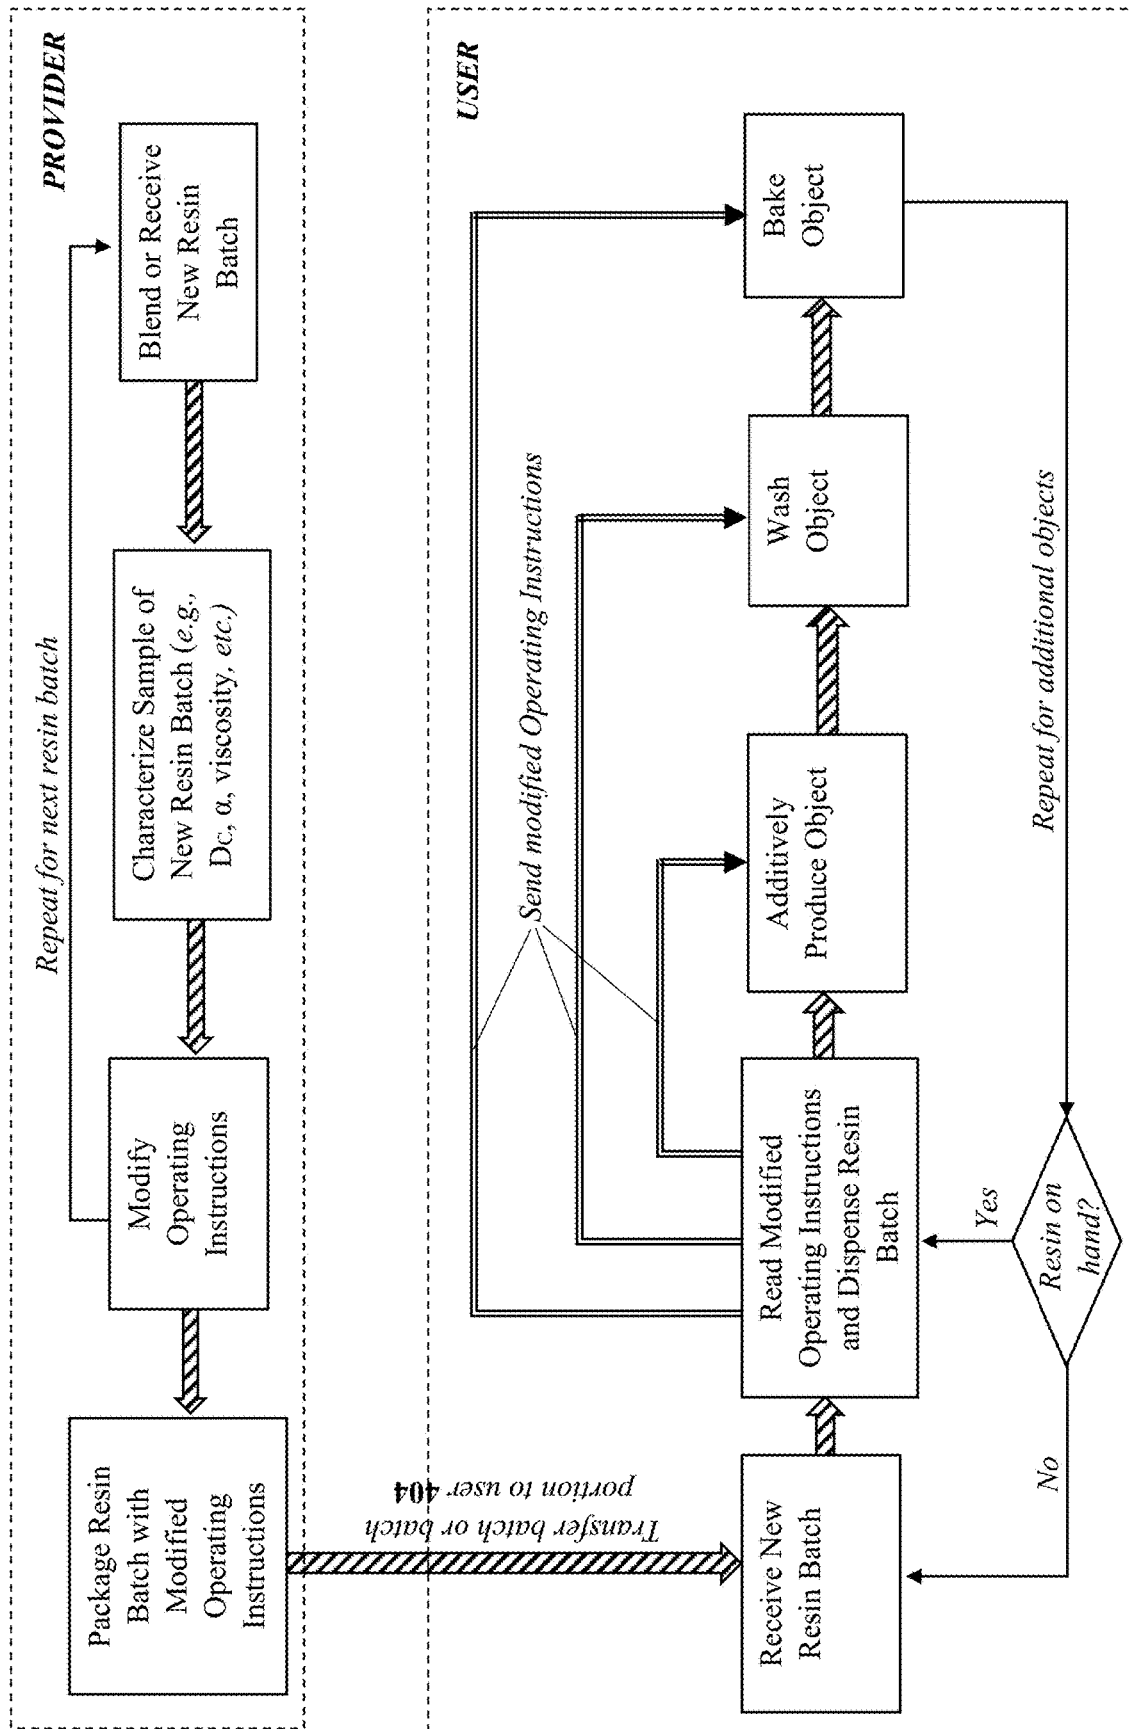 PROVIDER
Repeat for next resin batch
Blend or Receive
New Resin
Batch
Characterize Sample of
New Resin Batch (e.g.,
Dc, α, viscosity, etc.)
Modify
Operating
Instructions
Package Resin
Batch with
Modified
Operating
Instructions
Transfer batch or batch
portion to user 404
USER
Send modified Operating Instructions
Receive New
Resin Batch
Read Modified
Operating Instructions
and Dispense Resin
Batch
Additively
Produce Object
Wash
Object
Bake
Object
Repeat for additional objects
Resin on
hand?
Yes
No